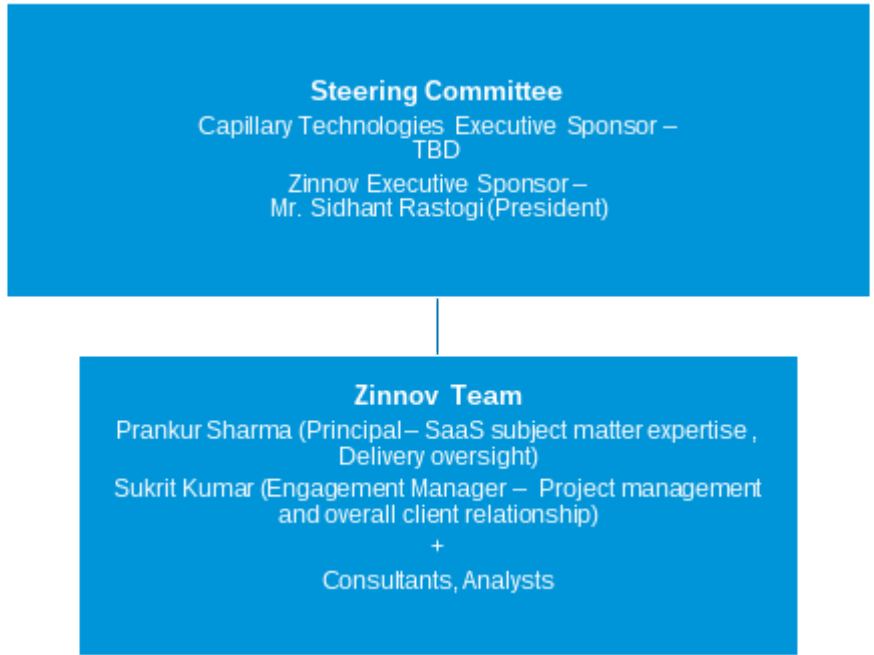 Steering Committee
Capillary Technologies Executive Sponsor –
TBD
Zinnov Executive Sponsor –
Mr. Sidhant Rastogi (President)
Zinnov Team
Prankur Sharma (Principal – SaaS subject matter expertise ,
Delivery oversight)
Sukrit Kumar (Engagement Manager – Project management
and overall client relationship)
+
Consultants, Analysts